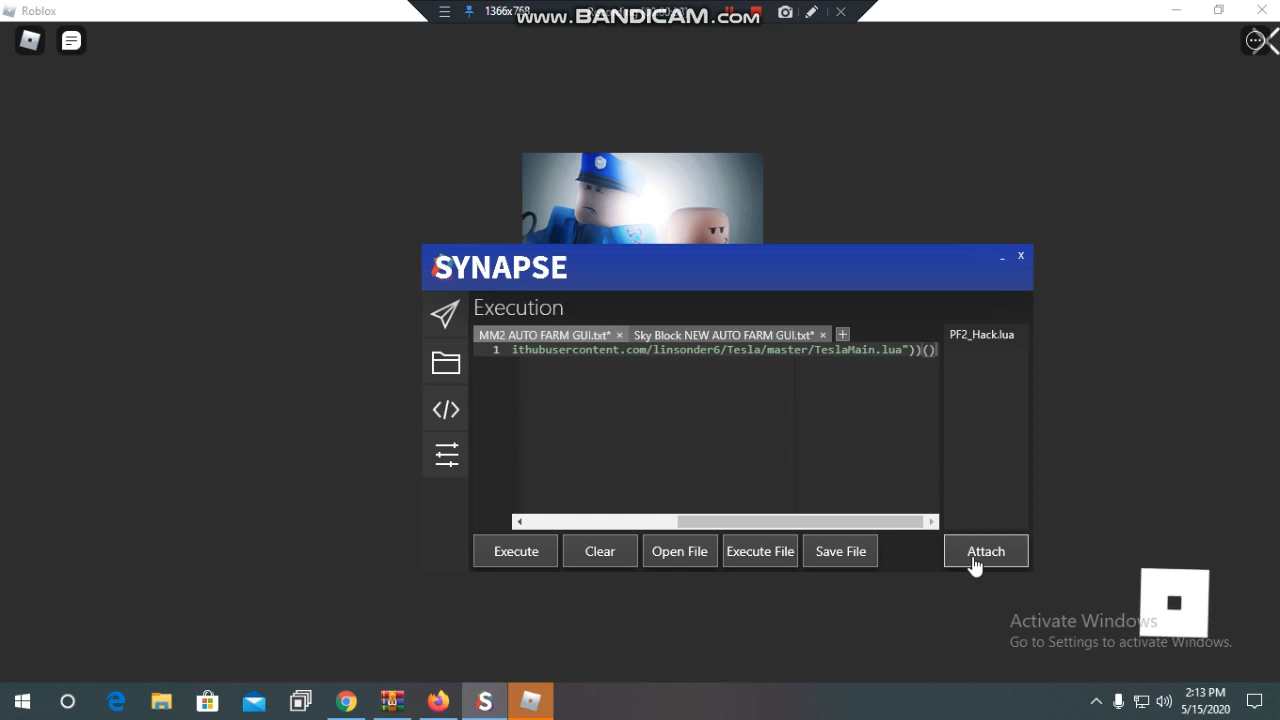 Roblox
1366x768
www.BANDICAM.com
SYNAPSE
_ x
Execution
MM2 AUTO FARM GUI.txt* × Sky Block NEW AUTO FARM GUI.txt* × +
PF2_Hack.lua
1 ithubusercontent.com/linsonder6/Tesla/master/TeslaMain.lua"))()
Execute Clear Open File Execute File Save File Attach
Activate Windows
Go to Settings to activate Windows.
2:13 PM
5/15/2020